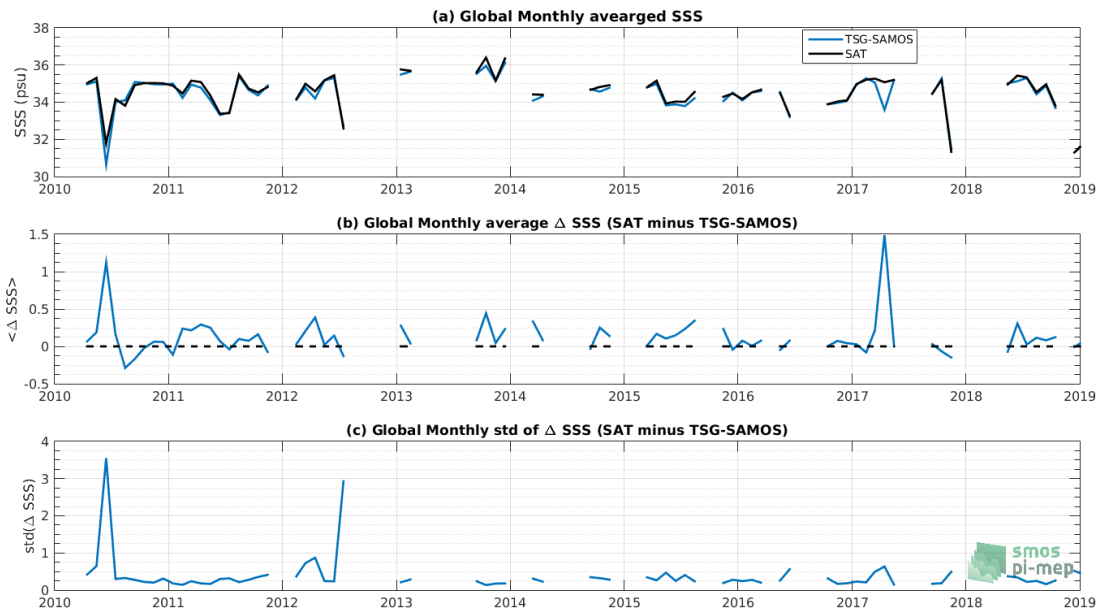 (a) Global Monthly avearged SSS
SSS (psu)
38
36
34
32
30
TSG-SAMOS
SAT
2010 2011 2012 2013 2014 2015 2016 2017 2018 2019
(b) Global Monthly average Δ SSS (SAT minus TSG-SAMOS)
<Δ SSS>
1.5
1
0.5
0
-0.5
2010 2011 2012 2013 2014 2015 2016 2017 2018 2019
(c) Global Monthly std of Δ SSS (SAT minus TSG-SAMOS)
std(Δ SSS)
4
3
2
1
0
smos
pi-mep
2010 2011 2012 2013 2014 2015 2016 2017 2018 2019